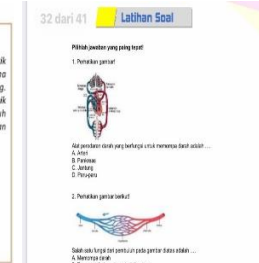 32 dari 41
Latihan Soal
Pilihlah jawaban yang paling tepat!
1. Perhatikan gambar!
Alat peredaran darah yang berfungsi untuk memompa darah adalah ....
A. Arteri
B. Pankreas
C. Jantung
D. Paru-paru
2. Perhatikan gambar berikut!
Salah satu fungsi dari pembuluh pada gambar diatas adalah ....
A. Memompa darah